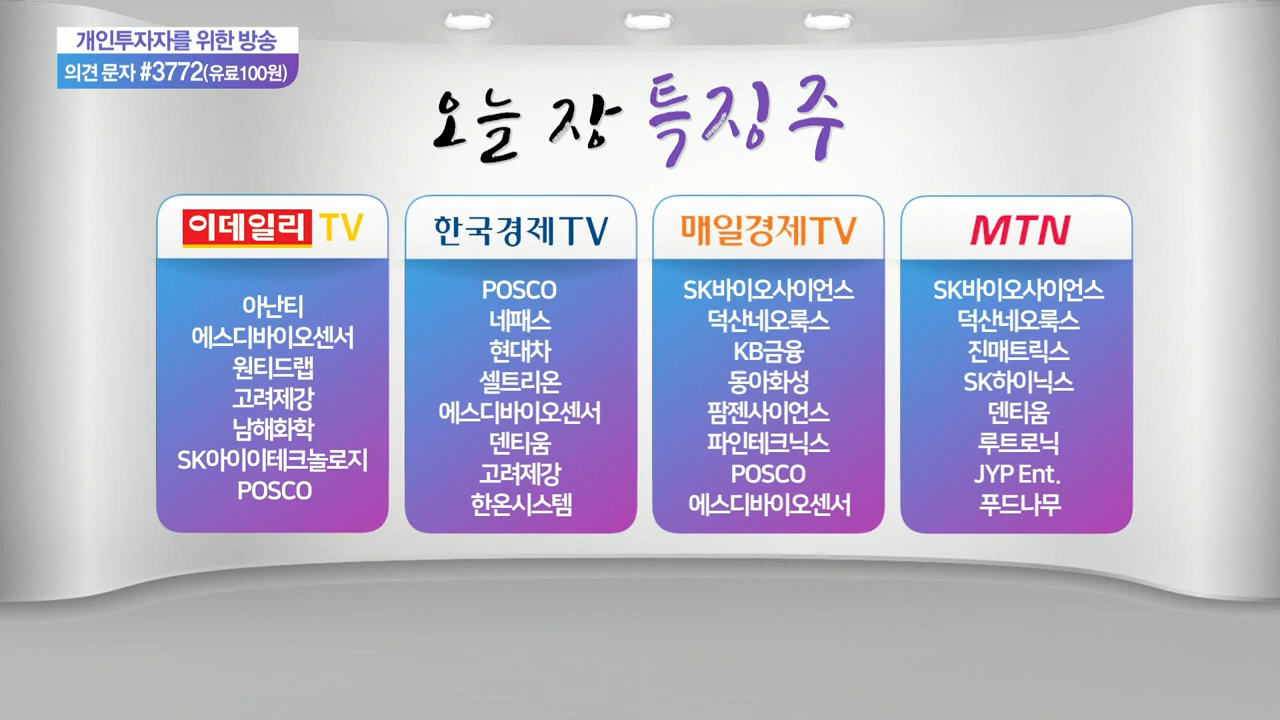 개인투자자를 위한 방송
의견 문자 #3772(유료100원)
오늘 장 특징주
이데일리 TV
아난티
에스디바이오센서
원티드랩
고려제강
남해화학
SK아이이테크놀로지
POSCO
한국경제TV
POSCO
네패스
현대차
셀트리온
에스디바이오센서
덴티움
고려제강
한온시스템
매일경제TV
SK바이오사이언스
덕산네오룩스
KB금융
동아화성
팜젠사이언스
파인테크닉스
POSCO
에스디바이오센서
MTN
SK바이오사이언스
덕산네오룩스
진매트릭스
SK하이닉스
덴티움
루트로닉
JYP Ent.
푸드나무